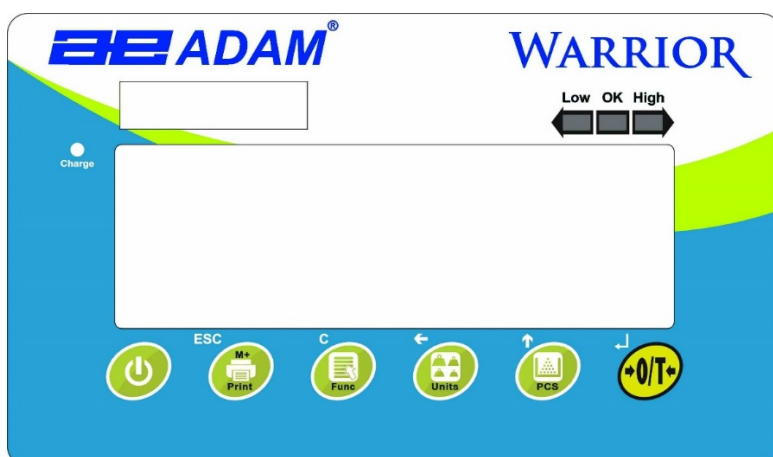 ADAM®
WARRIOR
Low OK High
Charge
ESC
C
M+
Print
Func
Units
PCS
➔0/T←